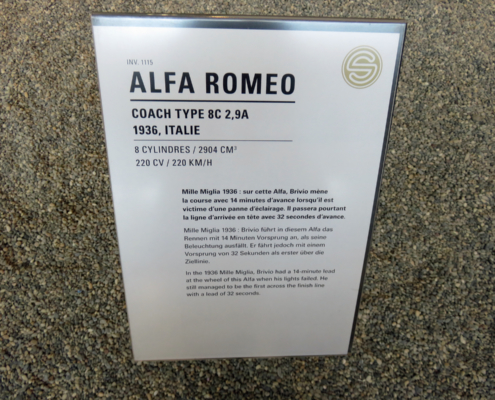 INV. 1115
ALFA ROMEO
COACH TYPE 8C 2,9A
1936, ITALIE
8 CYLINDRES / 2904 CM³
220 CV / 220 KM/H
Mille Miglia 1936 : sur cette Alfa, Brivio mène
la course avec 14 minutes d'avance lorsqu'il est
victime d'une panne d'éclairage. Il passera pourtant
la ligne d'arrivée en tête avec 32 secondes d'avance.
Mille Miglia 1936 : Brivio führt in diesem Alfa das
Rennen mit 14 Minuten Vorsprung an, als seine
Beleuchtung ausfällt. Er fährt jedoch mit einem
Vorsprung von 32 Sekunden als erster über die
Ziellinie.
In the 1936 Mille Miglia, Brivio had a 14-minute lead
at the wheel of this Alfa when his lights failed. He
still managed to be the first across the finish line
with a lead of 32 seconds.